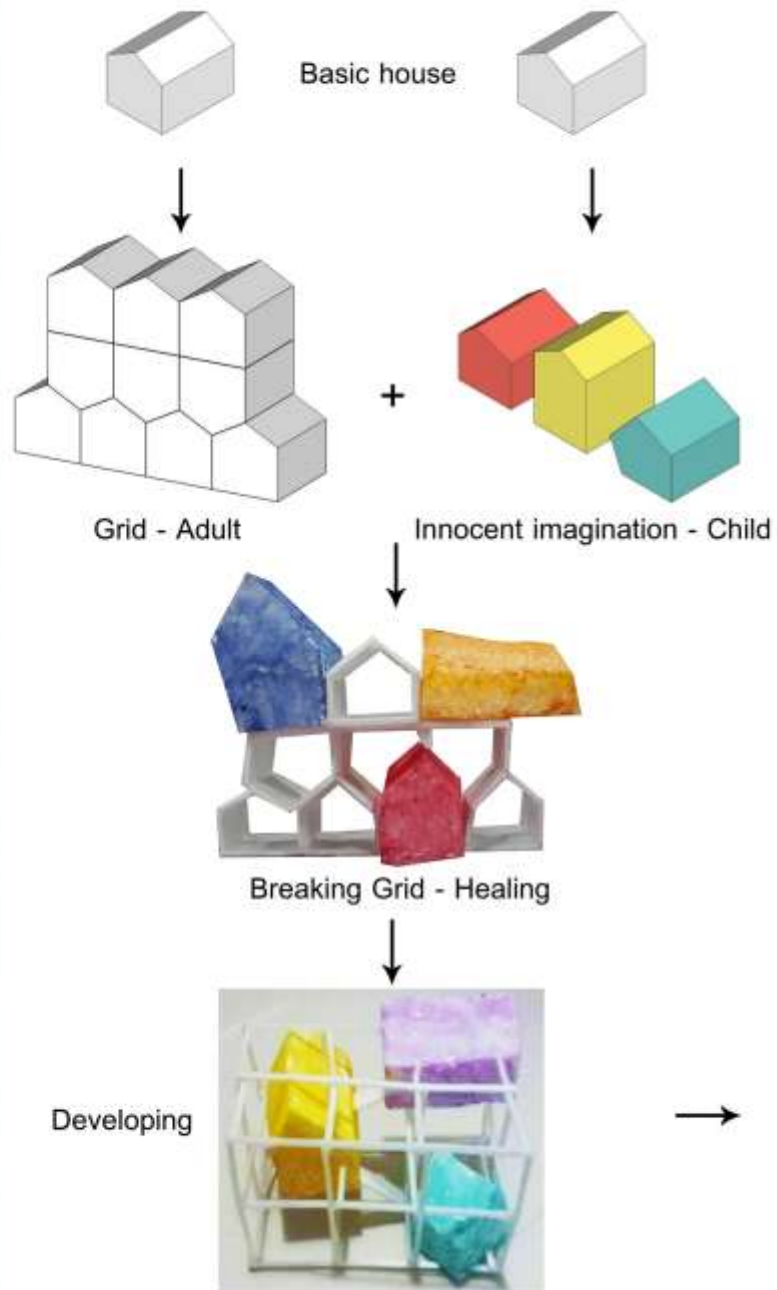 Basic house
+
Grid - Adult
Innocent imagination - Child
Breaking Grid - Healing
Developing